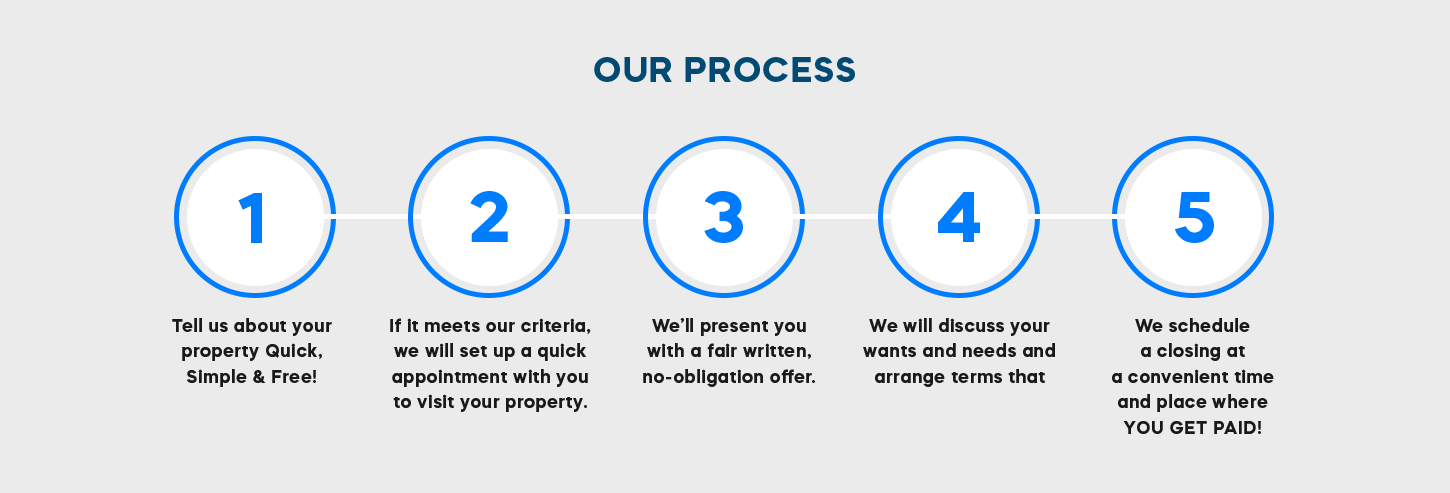 OUR PROCESS
1
2
3
4
5
Tell us about your
property Quick,
Simple & Free!
If it meets our criteria,
we will set up a quick
appointment with you
to visit your property.
We’ll present you
with a fair written,
no-obligation offer.
We will discuss your
wants and needs and
arrange terms that
We schedule
a closing at
a convenient time
and place where
YOU GET PAID!